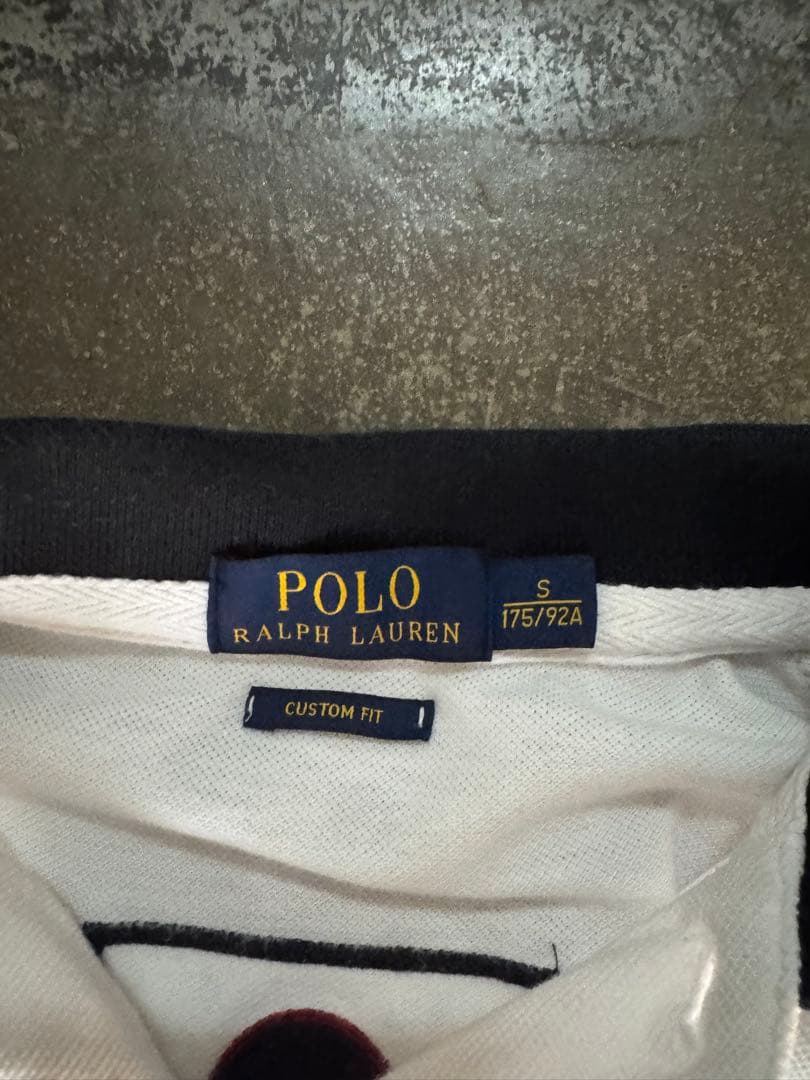 POLO
RALPH LAUREN
S
175/92A
CUSTOM FIT